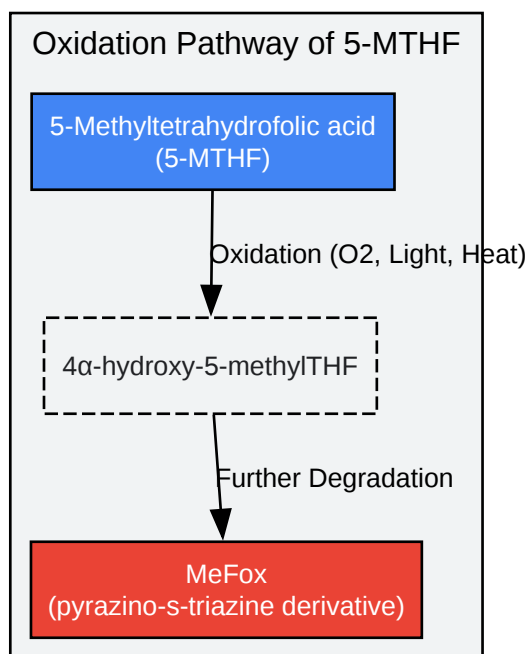 Oxidation Pathway of 5-MTHF
5-Methyltetrahydrofolic acid
(5-MTHF)
Oxidation (O2, Light, Heat)
4α-hydroxy-5-methylTHF
Further Degradation
MeFox
(pyrazino-s-triazine derivative)